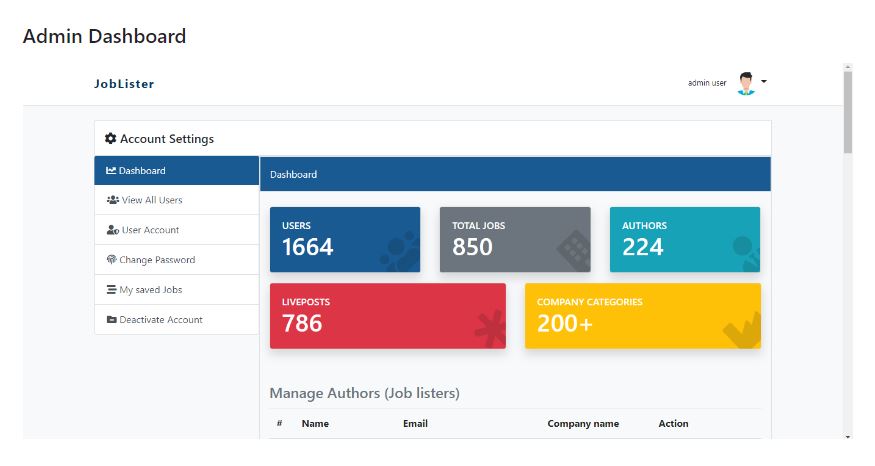 Admin Dashboard
JobLister
admin user
Account Settings
Dashboard
View All Users
User Account
Change Password
My saved Jobs
Deactivate Account
Dashboard
USERS
1664
TOTAL JOBS
850
AUTHORS
224
LIVEPOSTS
786
COMPANY CATEGORIES
200+
Manage Authors (Job listers)
# Name Email Company name Action